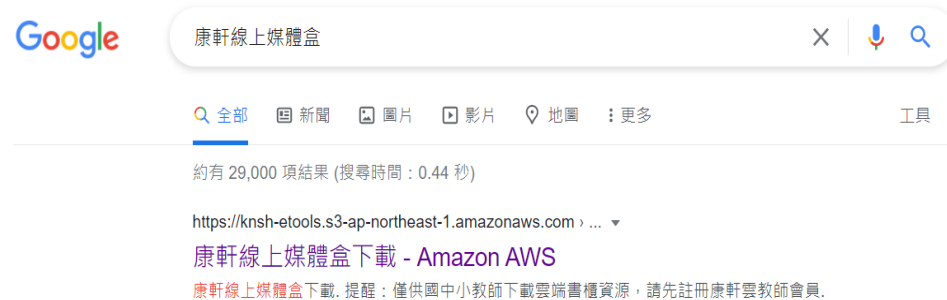 Google 康軒線上媒體盒
全部 新聞 圖片 影片 地圖 更多 工具
約有 29,000 項結果 (搜尋時間:0.44 秒)
https://knsh-etools.s3-ap-northeast-1.amazonaws.com › ...
康軒線上媒體盒下載 - Amazon AWS
康軒線上媒體盒下載. 提醒:僅供國中小教師下載雲端書櫃資源,請先註冊康軒雲教師會員.